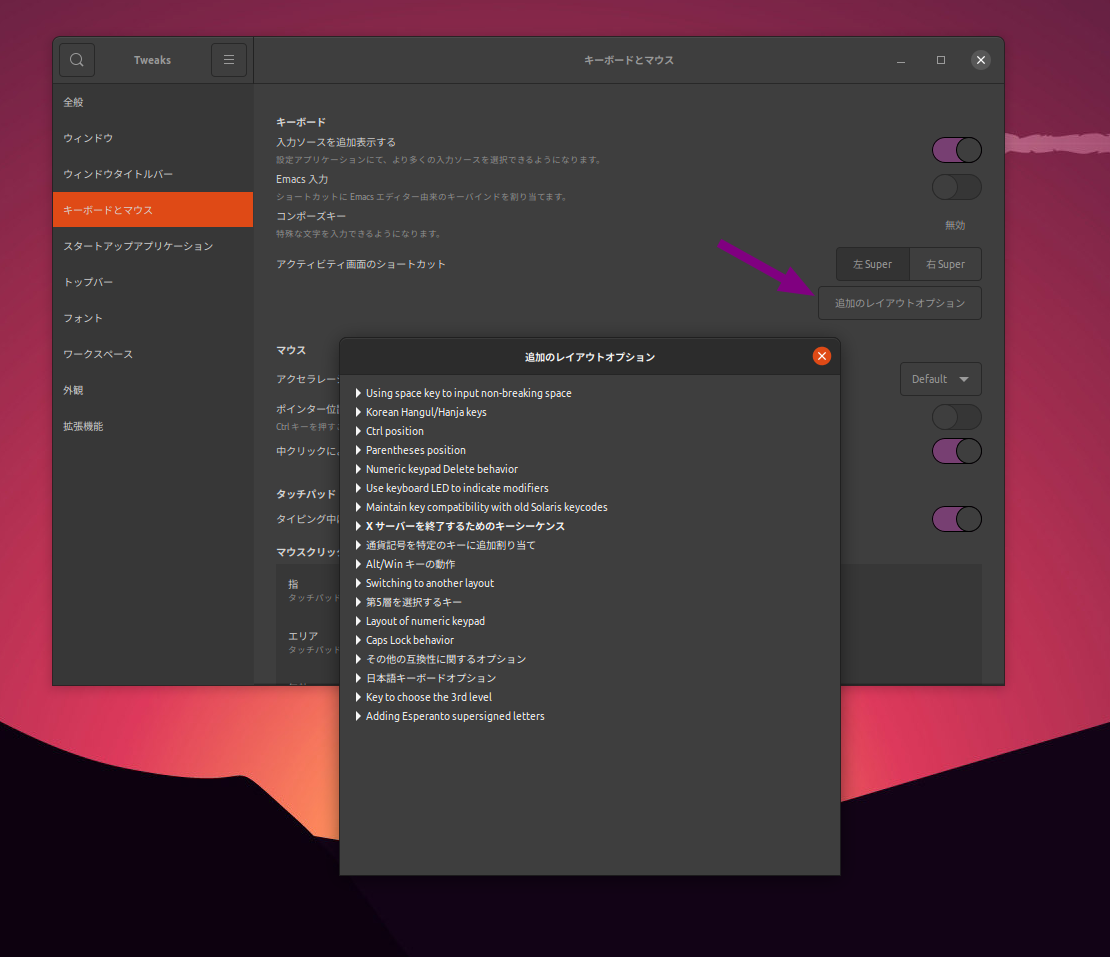 Tweaks
キーボードとマウス
全般
ウィンドウ
ウィンドウタイトルバー
キーボードとマウス
スタートアップアプリケーション
トップバー
フォント
ワークスペース
外観
拡張機能
キーボード
入力ソースを追加表示する
設定アプリケーションにて、より多くの入力ソースを選択できるようになります。
Emacs 入力
ショートカットに Emacs エディター由来のキーバインドを割り当てます。
コンポーズキー
無効
特殊な文字を入力できるようになります。
アクティビティ画面のショートカット
左 Super
右 Super
追加のレイアウトオプション
マウス
アクセラレー
Default
ポインター位
Ctrl キーを押す
中クリックに
タッチパッド
タイピング中
マウスクリッ
指
タッチパッド
エリア
タッチパッド
追加のレイアウトオプション
Using space key to input non-breaking space
Korean Hangul/Hanja keys
Ctrl position
Parentheses position
Numeric keypad Delete behavior
Use keyboard LED to indicate modifiers
Maintain key compatibility with old Solaris keycodes
X サーバーを終了するためのキーシーケンス
通貨記号を特定のキーに追加割り当て
Alt/Win キーの動作
Switching to another layout
第5層を選択するキー
Layout of numeric keypad
Caps Lock behavior
その他の互換性に関するオプション
日本語キーボードオプション
Key to choose the 3rd level
Adding Esperanto supersigned letters